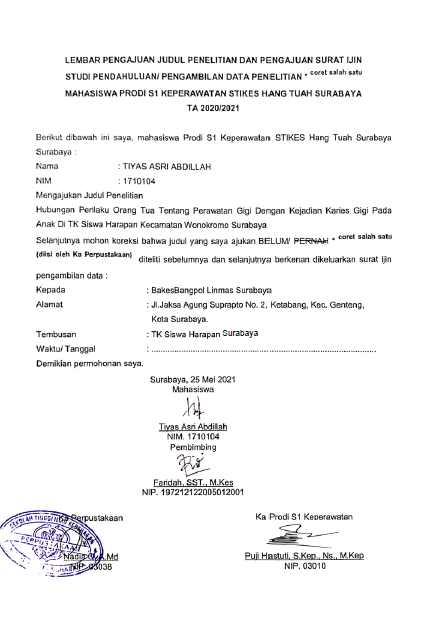 LEMBAR PENGAJUAN JUDUL PENELITIAN DAN PENGAJUAN SURAT IJIN
STUDI PENDAHULUAN/ PENGAMBILAN DATA PENELITIAN * coret salah satu
MAHASISWA PRODI S1 KEPERAWATAN STIKES HANG TUAH SURABAYA
TA 2020/2021
Berikut dibawah ini saya, mahasiswa Prodi S1 Keperawatan STIKES Hang Tuah Surabaya
Surabaya :
Nama : TIYAS ASRI ABDILLAH
NIM : 1710104
Mengajukan Judul Penelitian
Hubungan Perilaku Orang Tua Tentang Perawatan Gigi Dengan Kejadian Karies Gigi Pada
Anak Di TK Siswa Harapan Kecamatan Wonokromo Surabaya
Selanjutnya mohon koreksi bahwa judul yang saya ajukan BELUM/ PERNAH * coret salah satu
(diisi oleh Ka Perpustakaan) diteliti sebelumnya dan selanjutnya berkenan dikeluarkan surat ijin
pengambilan data :
Kepada : BakesBangpol Linmas Surabaya
Alamat : Jl.Jaksa Agung Suprapto No. 2, Ketabang, Kec. Genteng,
Kota Surabaya.
Tembusan : TK Siswa Harapan Surabaya
Waktu/ Tanggal : ........................................................................
Demikian permohonan saya.
Surabaya, 25 Mei 2021
Mahasiswa
Tiyas Asri Abdillah
NIM. 1710104
Pembimbing
Faridah, SST., M.Kes
NIP. 197212122005012001
Ka Perpustakaan
Ka Prodi S1 Keperawatan
PERPUSTAKAAN
Nadia A.Md
NIP. 03038
Puji Hastuti, S.Kep., Ns., M.Kep
NIP. 03010